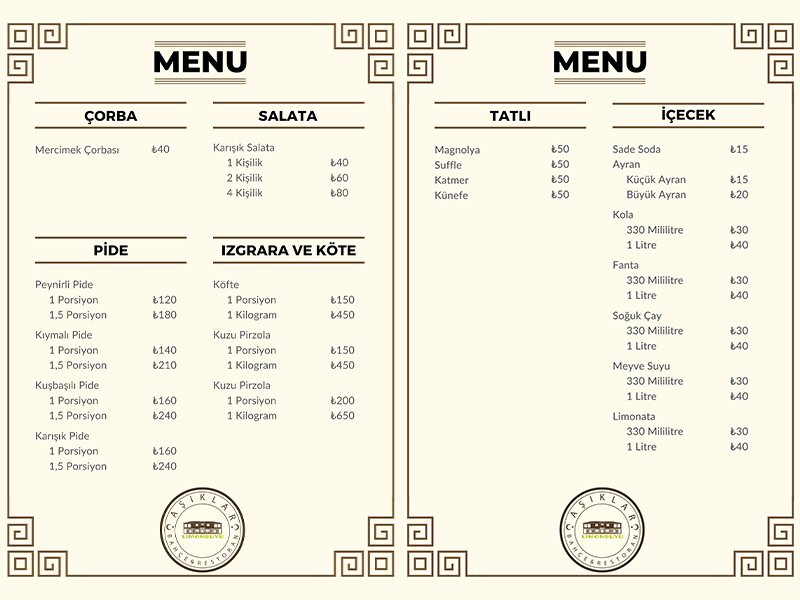 MENU
ÇORBA
Mercimek Çorbası ₺40
SALATA
Karışık Salata
1 Kişilik ₺40
2 Kişilik ₺60
4 Kişilik ₺80
PİDE
Peynirli Pide
1 Porsiyon ₺120
1,5 Porsiyon ₺180
Kıymalı Pide
1 Porsiyon ₺140
1,5 Porsiyon ₺210
Kuşbaşılı Pide
1 Porsiyon ₺160
1,5 Porsiyon ₺240
Karışık Pide
1 Porsiyon ₺160
1,5 Porsiyon ₺240
IZGRARA VE KÖTE
Köfte
1 Porsiyon ₺150
1 Kilogram ₺450
Kuzu Pirzola
1 Porsiyon ₺150
1 Kilogram ₺450
Kuzu Pirzola
1 Porsiyon ₺200
1 Kilogram ₺650
AŞIKLAR
LIMONSUYU
BAHÇE&RESTORAN
MENU
TATLI
Magnolya ₺50
Suffle ₺50
Katmer ₺50
Künefe ₺50
İÇECEK
Sade Soda ₺15
Ayran
Küçük Ayran ₺15
Büyük Ayran ₺20
Kola
330 Mililitre ₺30
1 Litre ₺40
Fanta
330 Mililitre ₺30
1 Litre ₺40
Soğuk Çay
330 Mililitre ₺30
1 Litre ₺40
Meyve Suyu
330 Mililitre ₺30
1 Litre ₺40
Limonata
330 Mililitre ₺30
1 Litre ₺40
AŞIKLAR
LIMONSUYU
BAHÇE&RESTORAN